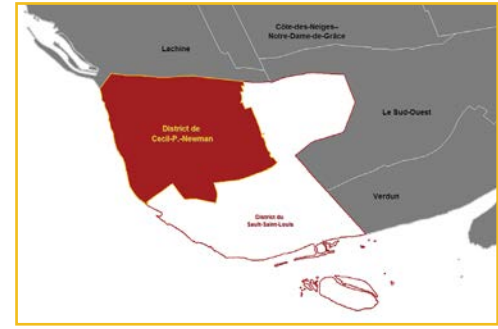 Côte-des-Neiges–
Notre-Dame-de-Grâce
Lachine
Le Sud-Ouest
District de
Cecil-P.-Newman
Verdun
District du
Sault-Saint-Louis